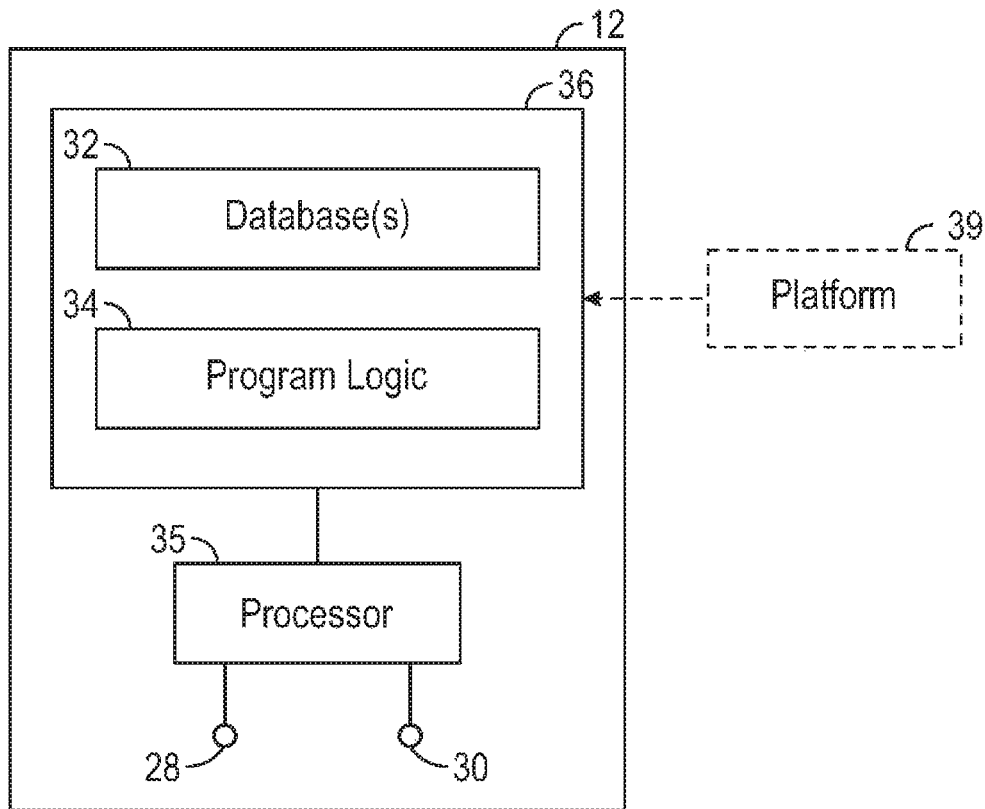 12
36
32
Database(s)
39
Platform
34
Program Logic
35
Processor
28
30